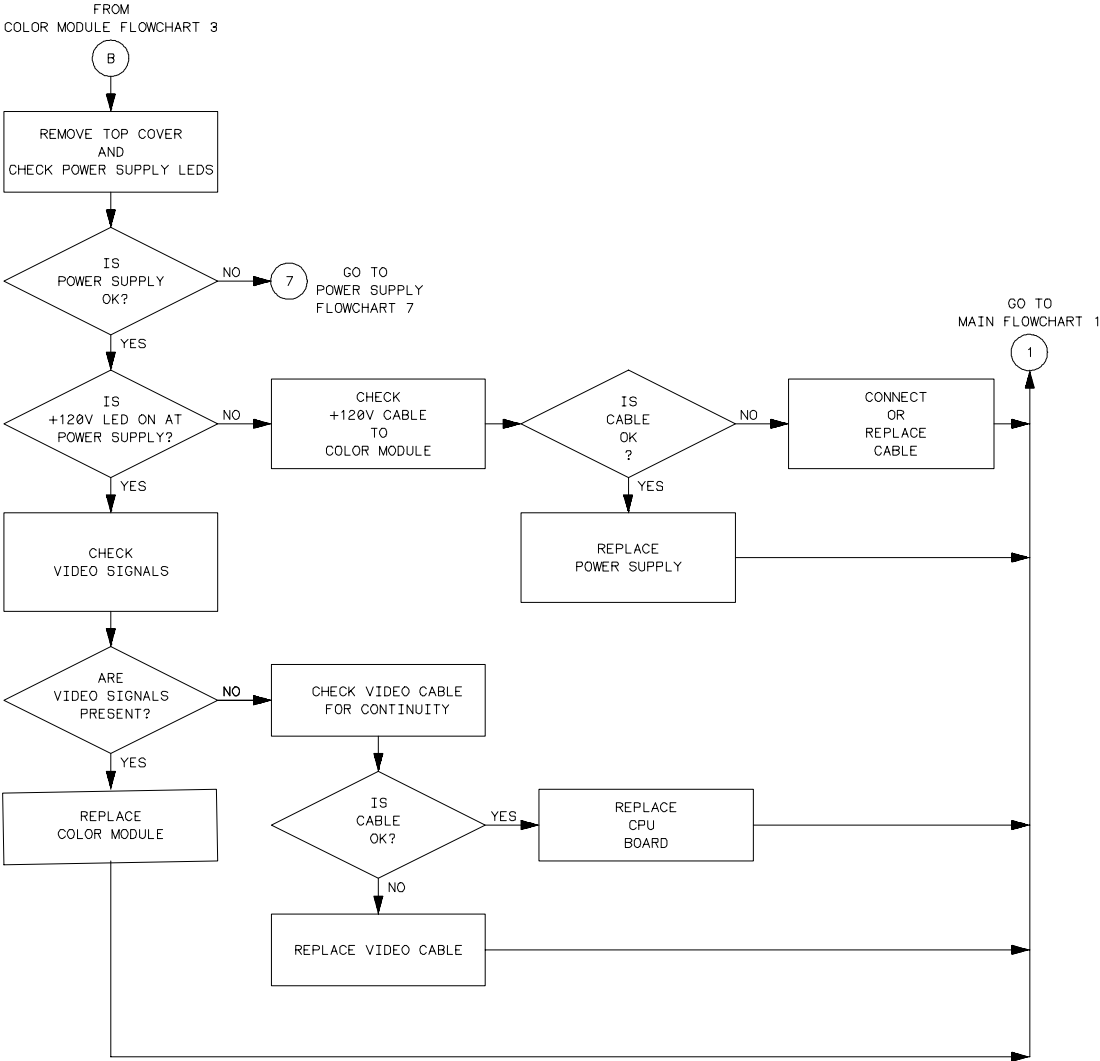 FROM
COLOR MODULE FLOWCHART 3
B
REMOVE TOP COVER
AND
CHECK POWER SUPPLY LEDS
IS
POWER SUPPLY
OK?
NO
7
GO TO
POWER SUPPLY
FLOWCHART 7
YES
GO TO
MAIN FLOWCHART 1
1
IS
+120V LED ON AT
POWER SUPPLY?
NO
CHECK
+120V CABLE
TO
COLOR MODULE
IS
CABLE
OK
?
NO
CONNECT
OR
REPLACE
CABLE
YES
YES
CHECK
VIDEO SIGNALS
REPLACE
POWER SUPPLY
ARE
VIDEO SIGNALS
PRESENT?
NO
CHECK VIDEO CABLE
FOR CONTINUITY
YES
REPLACE
COLOR MODULE
IS
CABLE
OK?
YES
REPLACE
CPU
BOARD
NO
REPLACE VIDEO CABLE